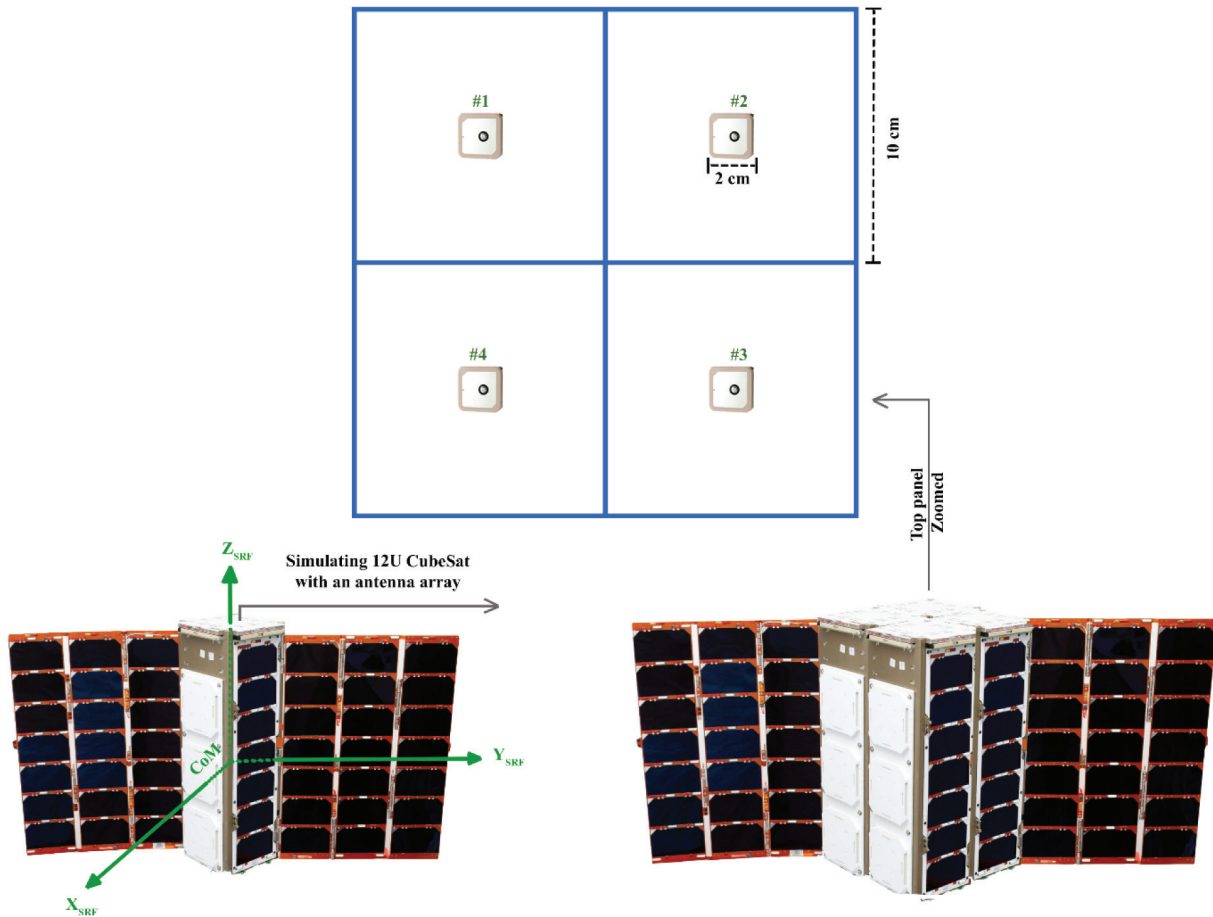 #1
#2
10 cm
2 cm
#4
#3
Top panel
Zoomed
Z_SRF
Simulating 12U CubeSat
with an antenna array
CoM
Y_SRF
X_SRF